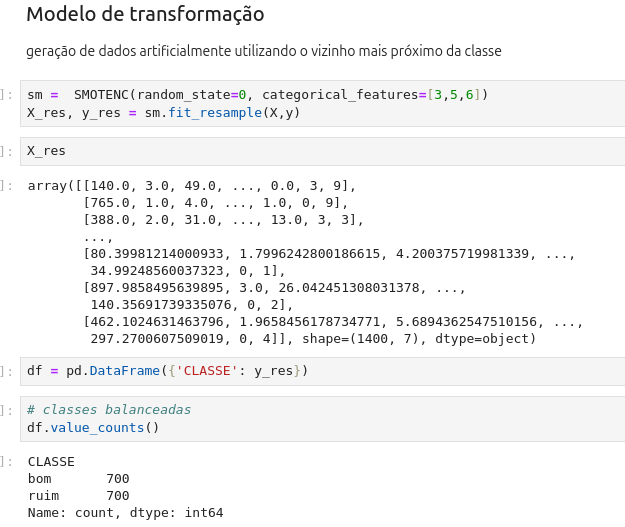 Modelo de transformação
geração de dados artificialmente utilizando o vizinho mais próximo da classe
]: sm =  SMOTENC(random_state=0, categorical_features=[3,5,6])
X_res, y_res = sm.fit_resample(X,y)
]: X_res
]: array([[140.0, 3.0, 49.0, ..., 0.0, 3, 9],
[765.0, 1.0, 4.0, ..., 1.0, 0, 9],
[388.0, 2.0, 31.0, ..., 13.0, 3, 3],
...,
[80.39981214000933, 1.7996242800186615, 4.200375719981339, ...,
34.99248560037323, 0, 1],
[897.9858495639895, 3.0, 26.042451308031378, ...,
140.35691739335076, 0, 2],
[462.1024631463796, 1.9658456178734771, 5.6894362547510156, ...,
297.2700607509019, 0, 4]], shape=(1400, 7), dtype=object)
]: df = pd.DataFrame({'CLASSE': y_res})
]: # classes balanceadas
df.value_counts()
]: CLASSE
bom       700
ruim      700
Name: count, dtype: int64